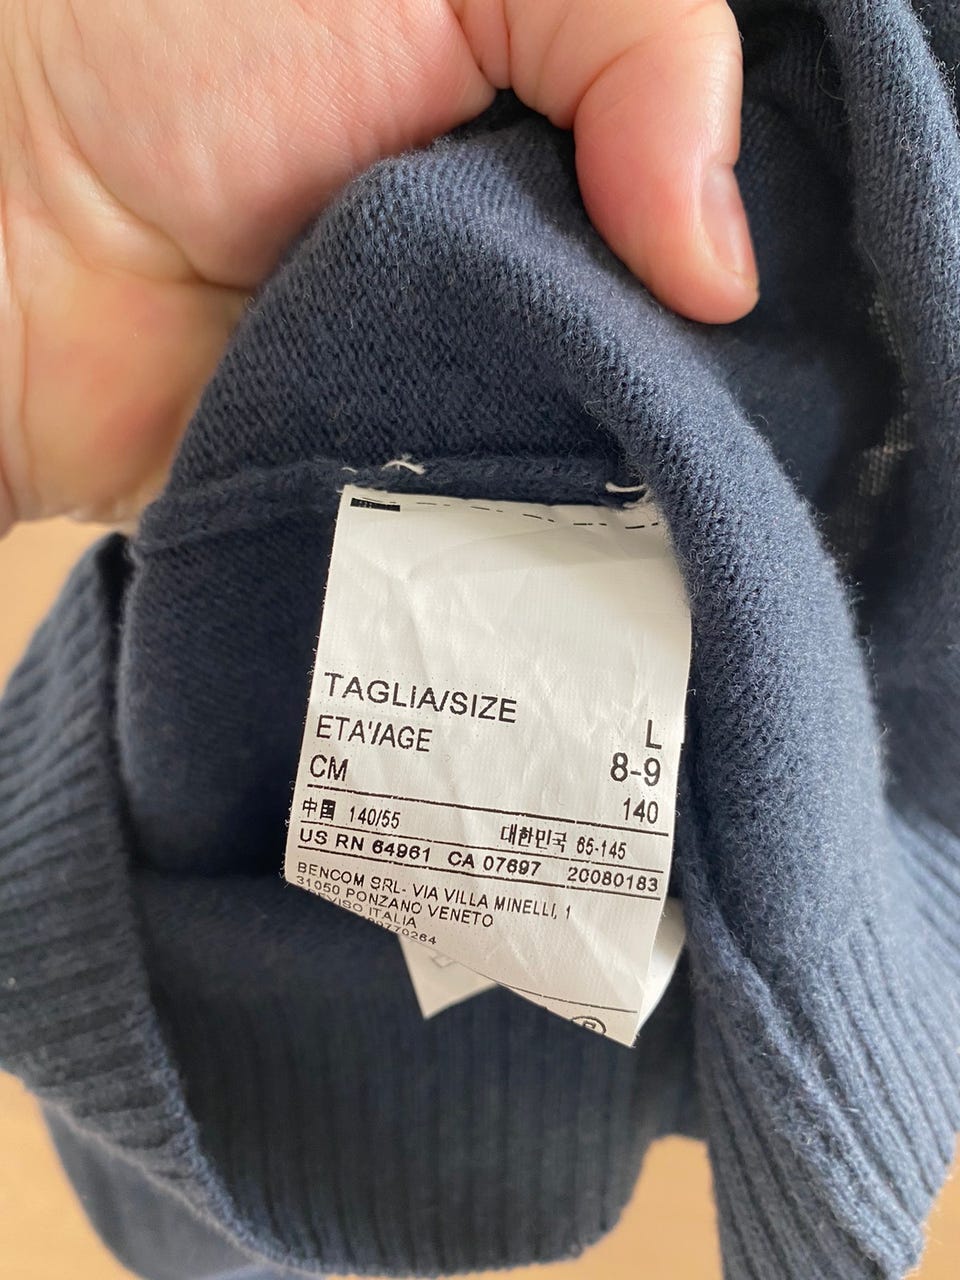 TAGLIA/SIZE L
ETA'/AGE 8-9
CM 140
中国 140/55 대한민국 65-145
US RN 64961 CA 07697 20080183
BENCOM SRL- VIA VILLA MINELLI, 1
31050 PONZANO VENETO
ITALIA